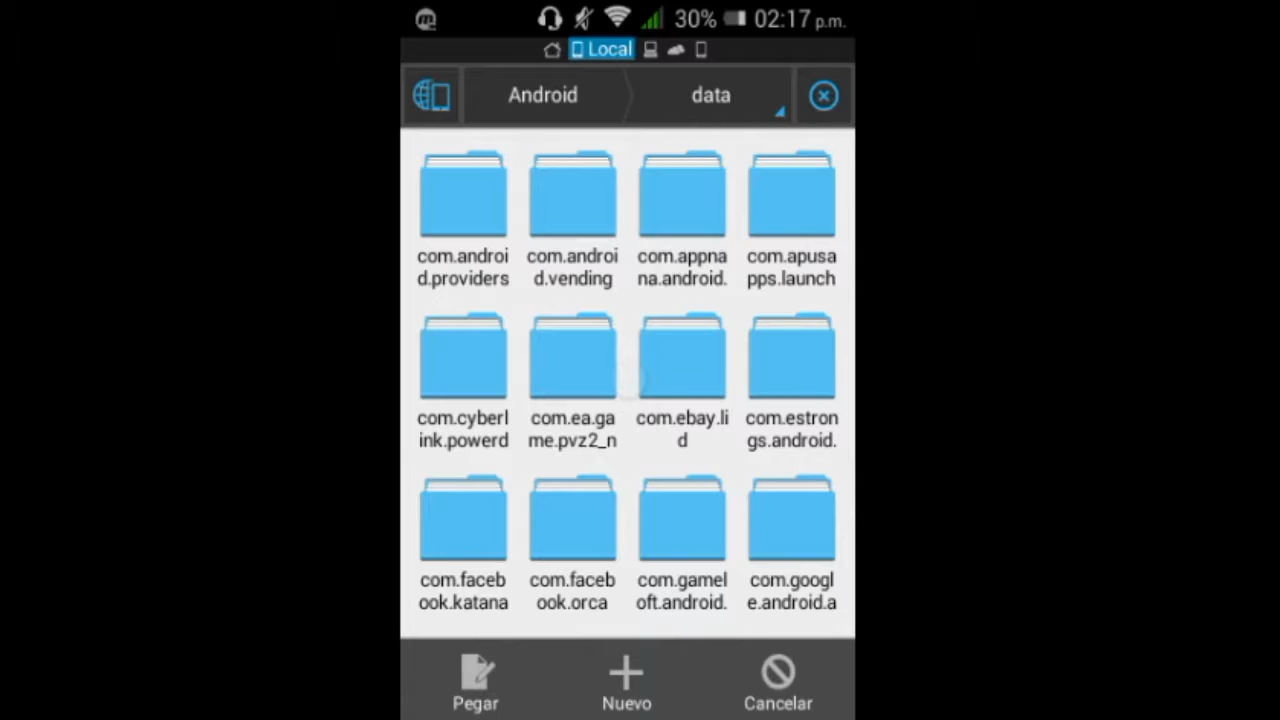 30% 02:17 p.m.
Local
Android data
com.androi com.androi com.appna com.apusa
d.providers d.vending na.android. pps.launch
com.cyberl com.ea.ga com.ebay.li com.estron
ink.powerd me.pvz2_n d gs.android.
com.faceb com.faceb com.gamel com.googl
ook.katana ook.orca oft.android. e.android.a
Pegar Nuevo Cancelar